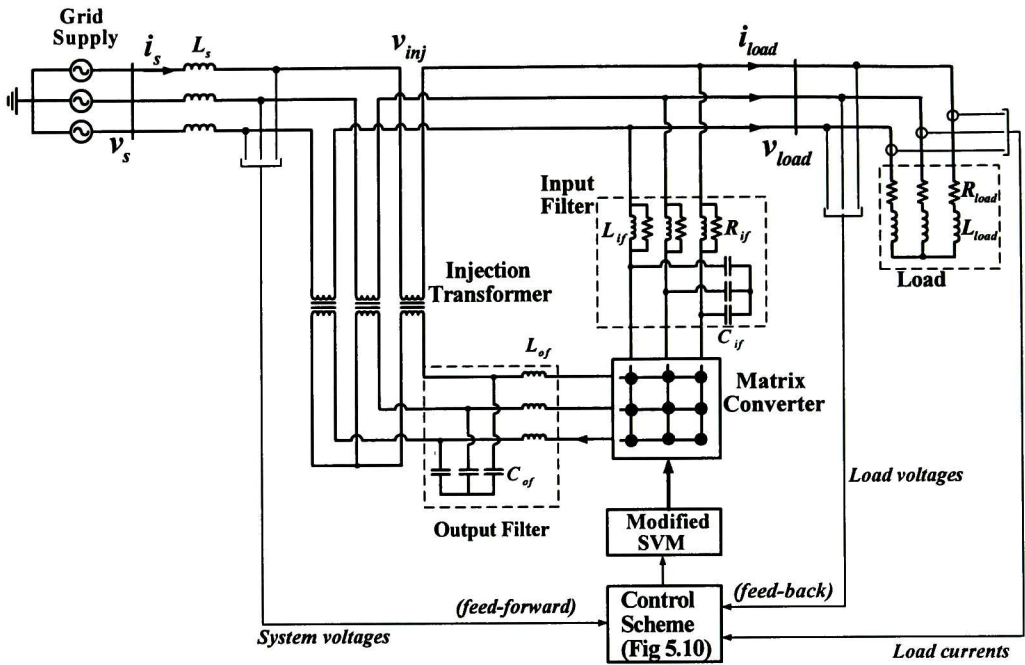 Grid
Supply
i_s
L_s
v_inj
i_load
v_s
v_load
Input
Filter
R_load
L_if
R_if
L_load
Injection
Transformer
Load
C_if
L_of
Matrix
Converter
C_of
Load voltages
Output Filter
Modified
SVM
(feed-back)
(feed-forward)
Control
Scheme
(Fig 5.10)
System voltages
Load currents